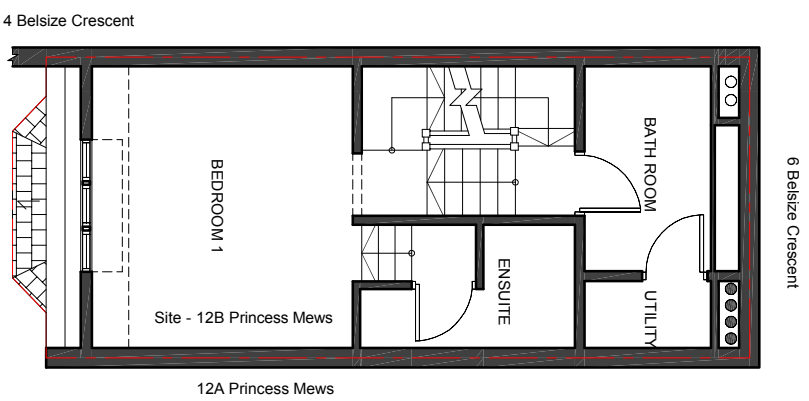 4 Belsize Crescent
BATH ROOM
BEDROOM 1
6 Belsize Crescent
ENSUITE
UTILITY
Site - 12B Princess Mews
12A Princess Mews